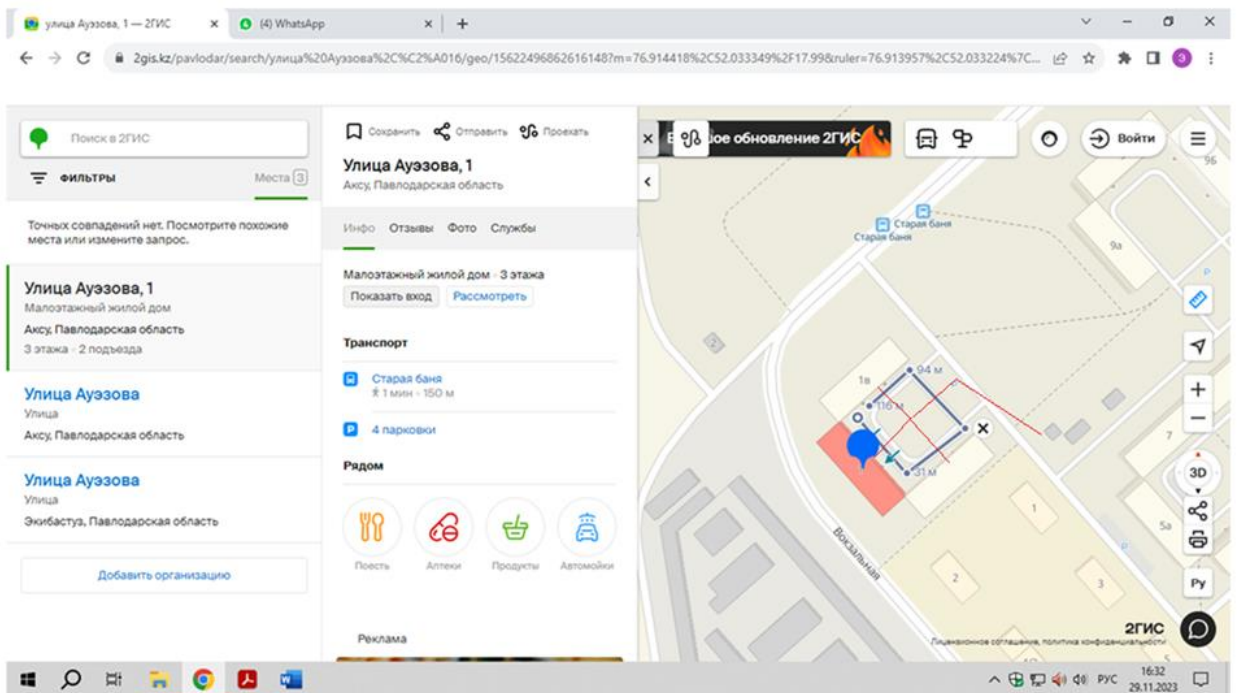 улица Ауэзова, 1 — 2ГИС
(4) WhatsApp
2gis.kz/pavlodar/search/улица%20Ауэзова%2C%C2%A016/geo/15622496862616148?m=76.914418%2C52.033349%2F17.99&ruler=76.913957%2C52.033224%7C...
З
Поиск в 2ГИС
ФИЛЬТРЫ
Места 3
Точных совпадений нет. Посмотрите похожие
места или измените запрос.
Улица Ауэзова, 1
Малоэтажный жилой дом
Аксу, Павлодарская область
3 этажа · 2 подъезда
Улица Ауэзова
Улица
Аксу, Павлодарская область
Улица Ауэзова
Улица
Экибастуз, Павлодарская область
Добавить организацию
Сохранить Отправить Проехать
Улица Ауэзова, 1
Аксу, Павлодарская область
Инфо Отзывы Фото Службы
Малоэтажный жилой дом · 3 этажа
Показать вход Рассмотреть
Транспорт
Старая баня
1 мин · 150 м
4 парковки
Рядом
Поесть Аптеки Продукты Автомойки
Реклама
ое обновление 2ГИС
Войти
9б
Старая баня
Старая баня
9а
2
1в
94 м
116 м
31 м
7
1
5а
2
3
Вокзальная
3D
Ру
2ГИС
Лицензионное соглашение, политика конфиденциальности
РУС
16:32
29.11.2023